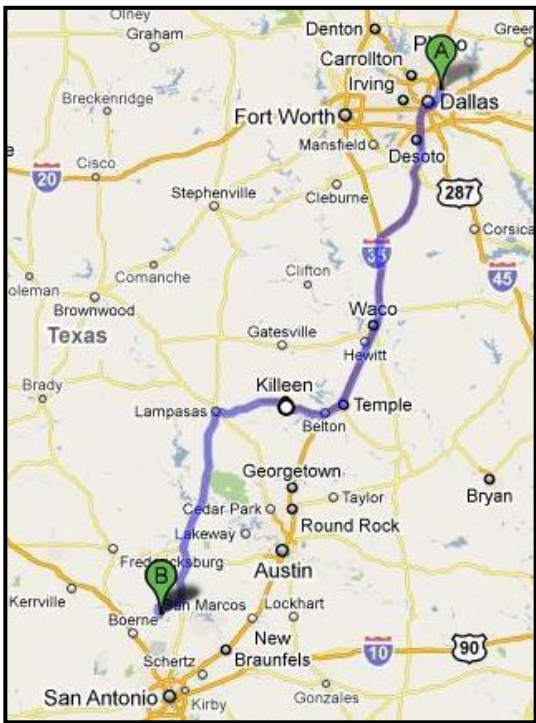 Olney
Graham
Denton
Green
A
Carrollton
Irving
Breckenridge
Dallas
Fort Worth
Mansfield
Desoto
Cisco
20
Stephenville
Cleburne
287
Corsica
35
45
Comanche
Clifton
oleman
Brownwood
Waco
Texas
Gatesville
Hewitt
Brady
Killeen
Lampasas
Temple
Belton
Georgetown
Bryan
Cedar Park
Taylor
Round Rock
Lakeway
Austin
Fredericksburg
B
Kerrville
San Marcos
Lockhart
Boerne
New
Braunfels
10
90
Schertz
San Antonio
Kirby
Gonzales